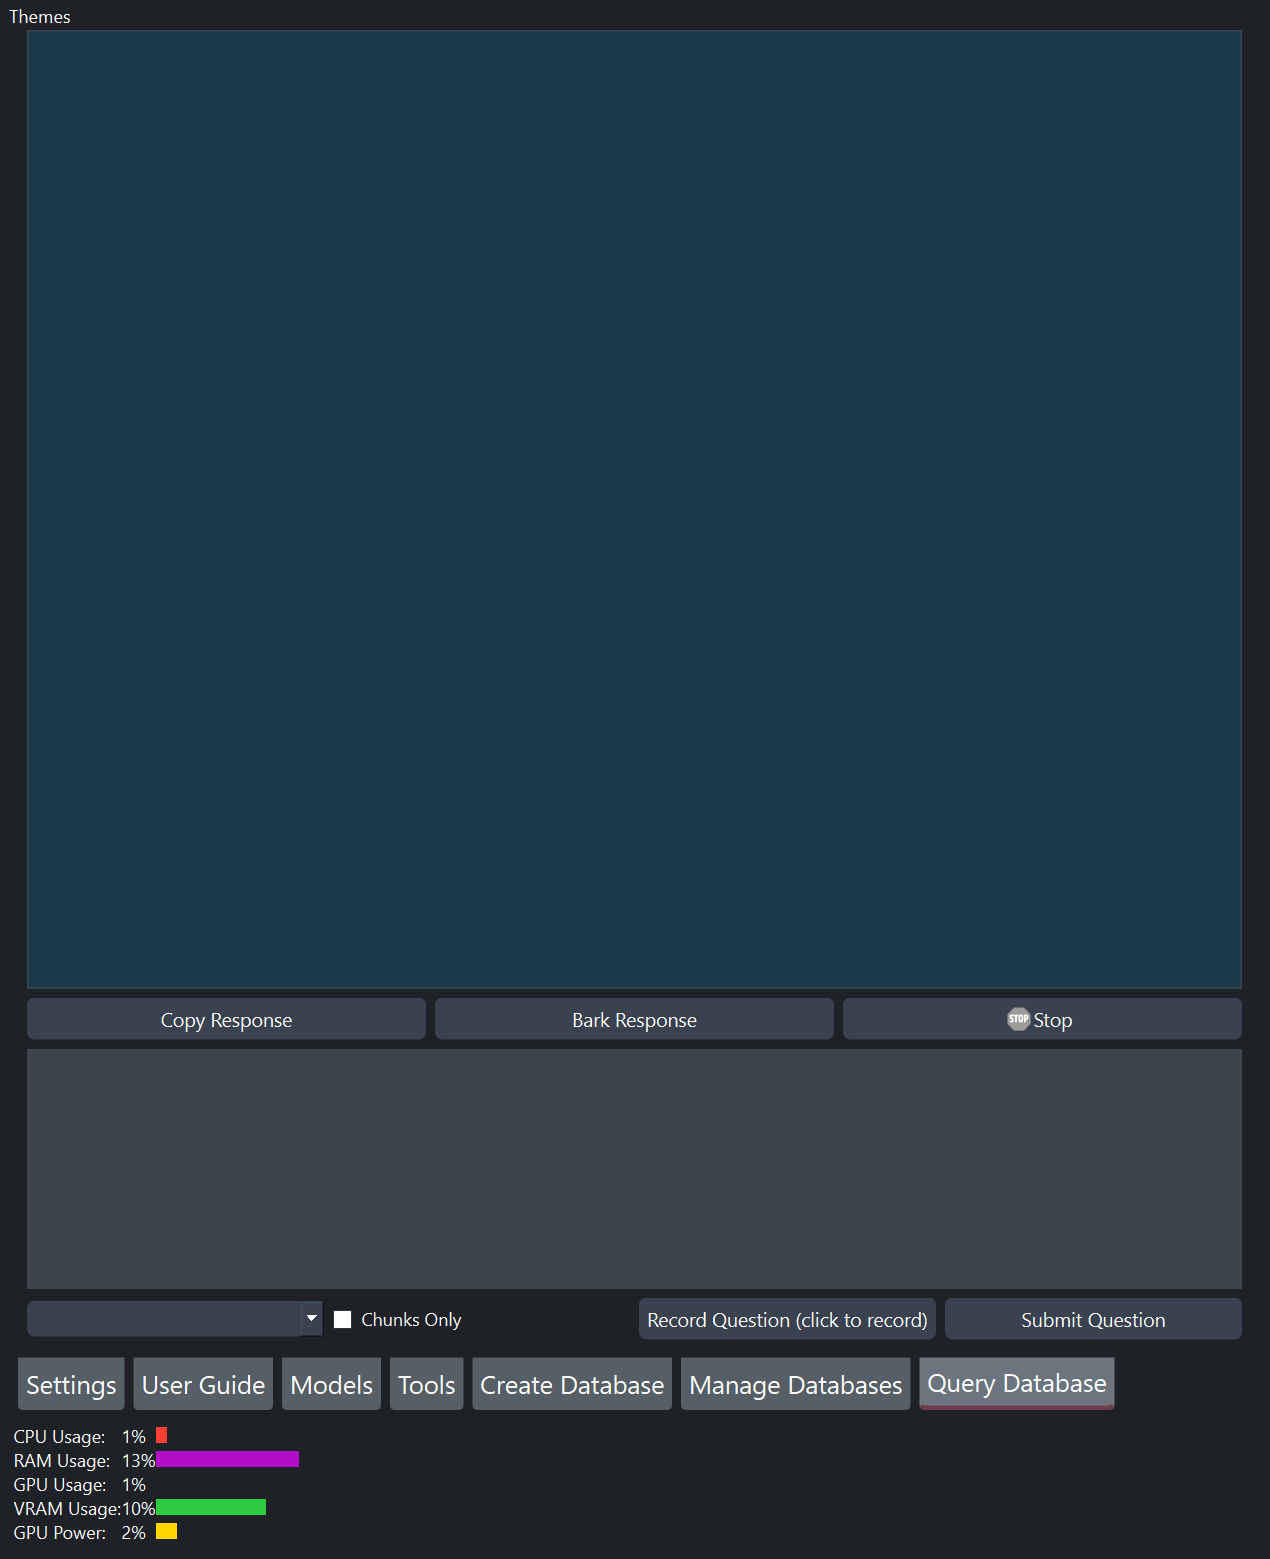 Themes
Copy Response
Bark Response
STOP Stop
Chunks Only
Record Question (click to record)
Submit Question
Settings
User Guide
Models
Tools
Create Database
Manage Databases
Query Database
CPU Usage: 1%
RAM Usage: 13%
GPU Usage: 1%
VRAM Usage:10%
GPU Power: 2%